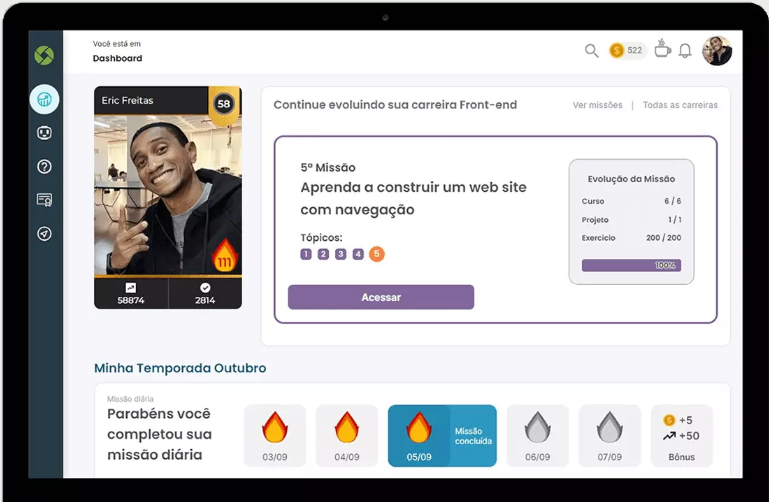 Você está em
Dashboard
522
Eric Freitas
58
111
58874
2814
Continue evoluindo sua carreira Front-end
Ver missões | Todas as carreiras
5ª Missão
Aprenda a construir um web site
com navegação
Tópicos:
1 2 3 4 5
Acessar
Evolução da Missão
Curso 6 / 6
Projeto 1 / 1
Exercício 200 / 200
100%
Minha Temporada Outubro
Missão diária
Parabéns você
completou sua
missão diária
03/09
04/09
05/09
Missão
concluída
06/09
07/09
+5
+50
Bônus